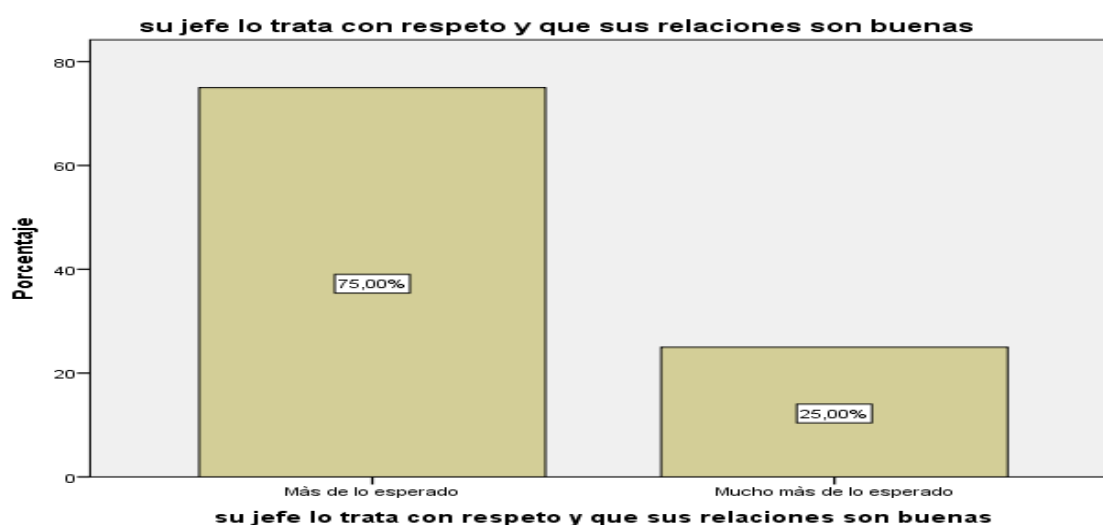 su jefe lo trata con respeto y que sus relaciones son buenas
80
60
40
20
0
Porcentaje
75,00%
25,00%
Màs de lo esperado
Mucho màs de lo esperado
su jefe lo trata con respeto y que sus relaciones son buenas